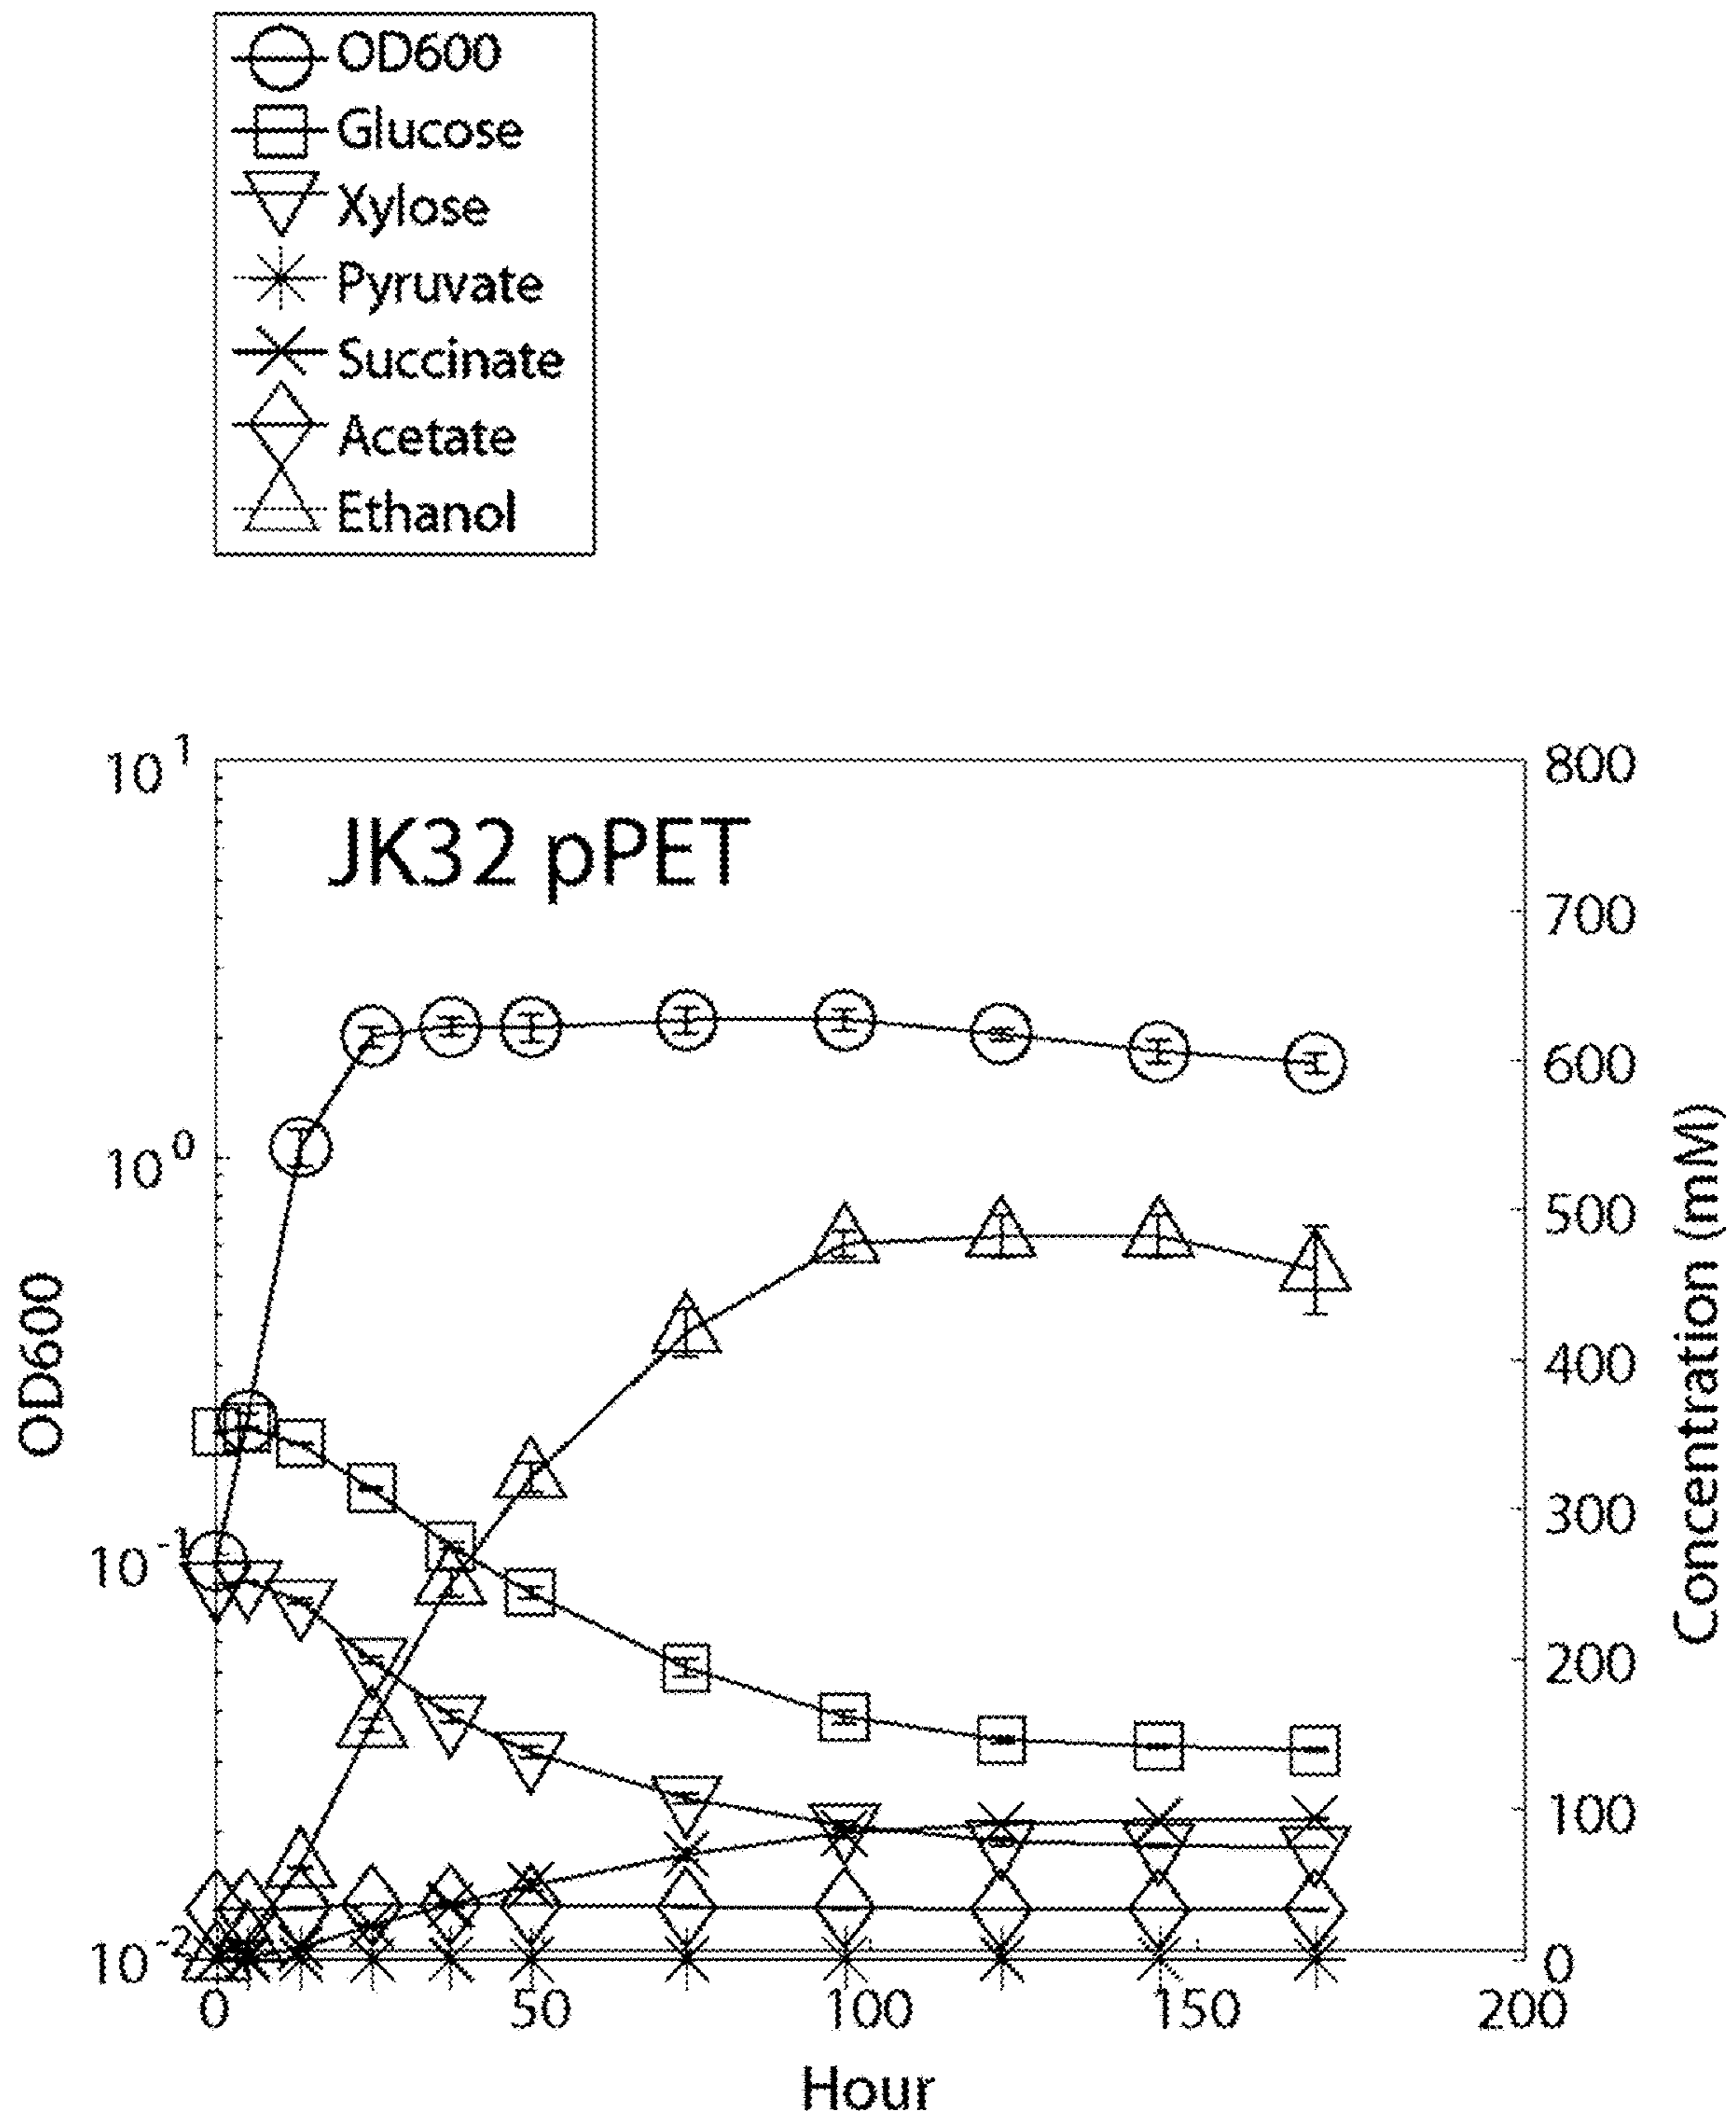 OD600
Glucose
Xylose
Pyruvate
Succinate
Acetate
Ethanol
10^1
800
JK32 pPET
700
600
10^0
500
400
300
10^-1
200
100
10^-2
0
0
50
100
150
200
OD600
Concentration (mM)
Hour